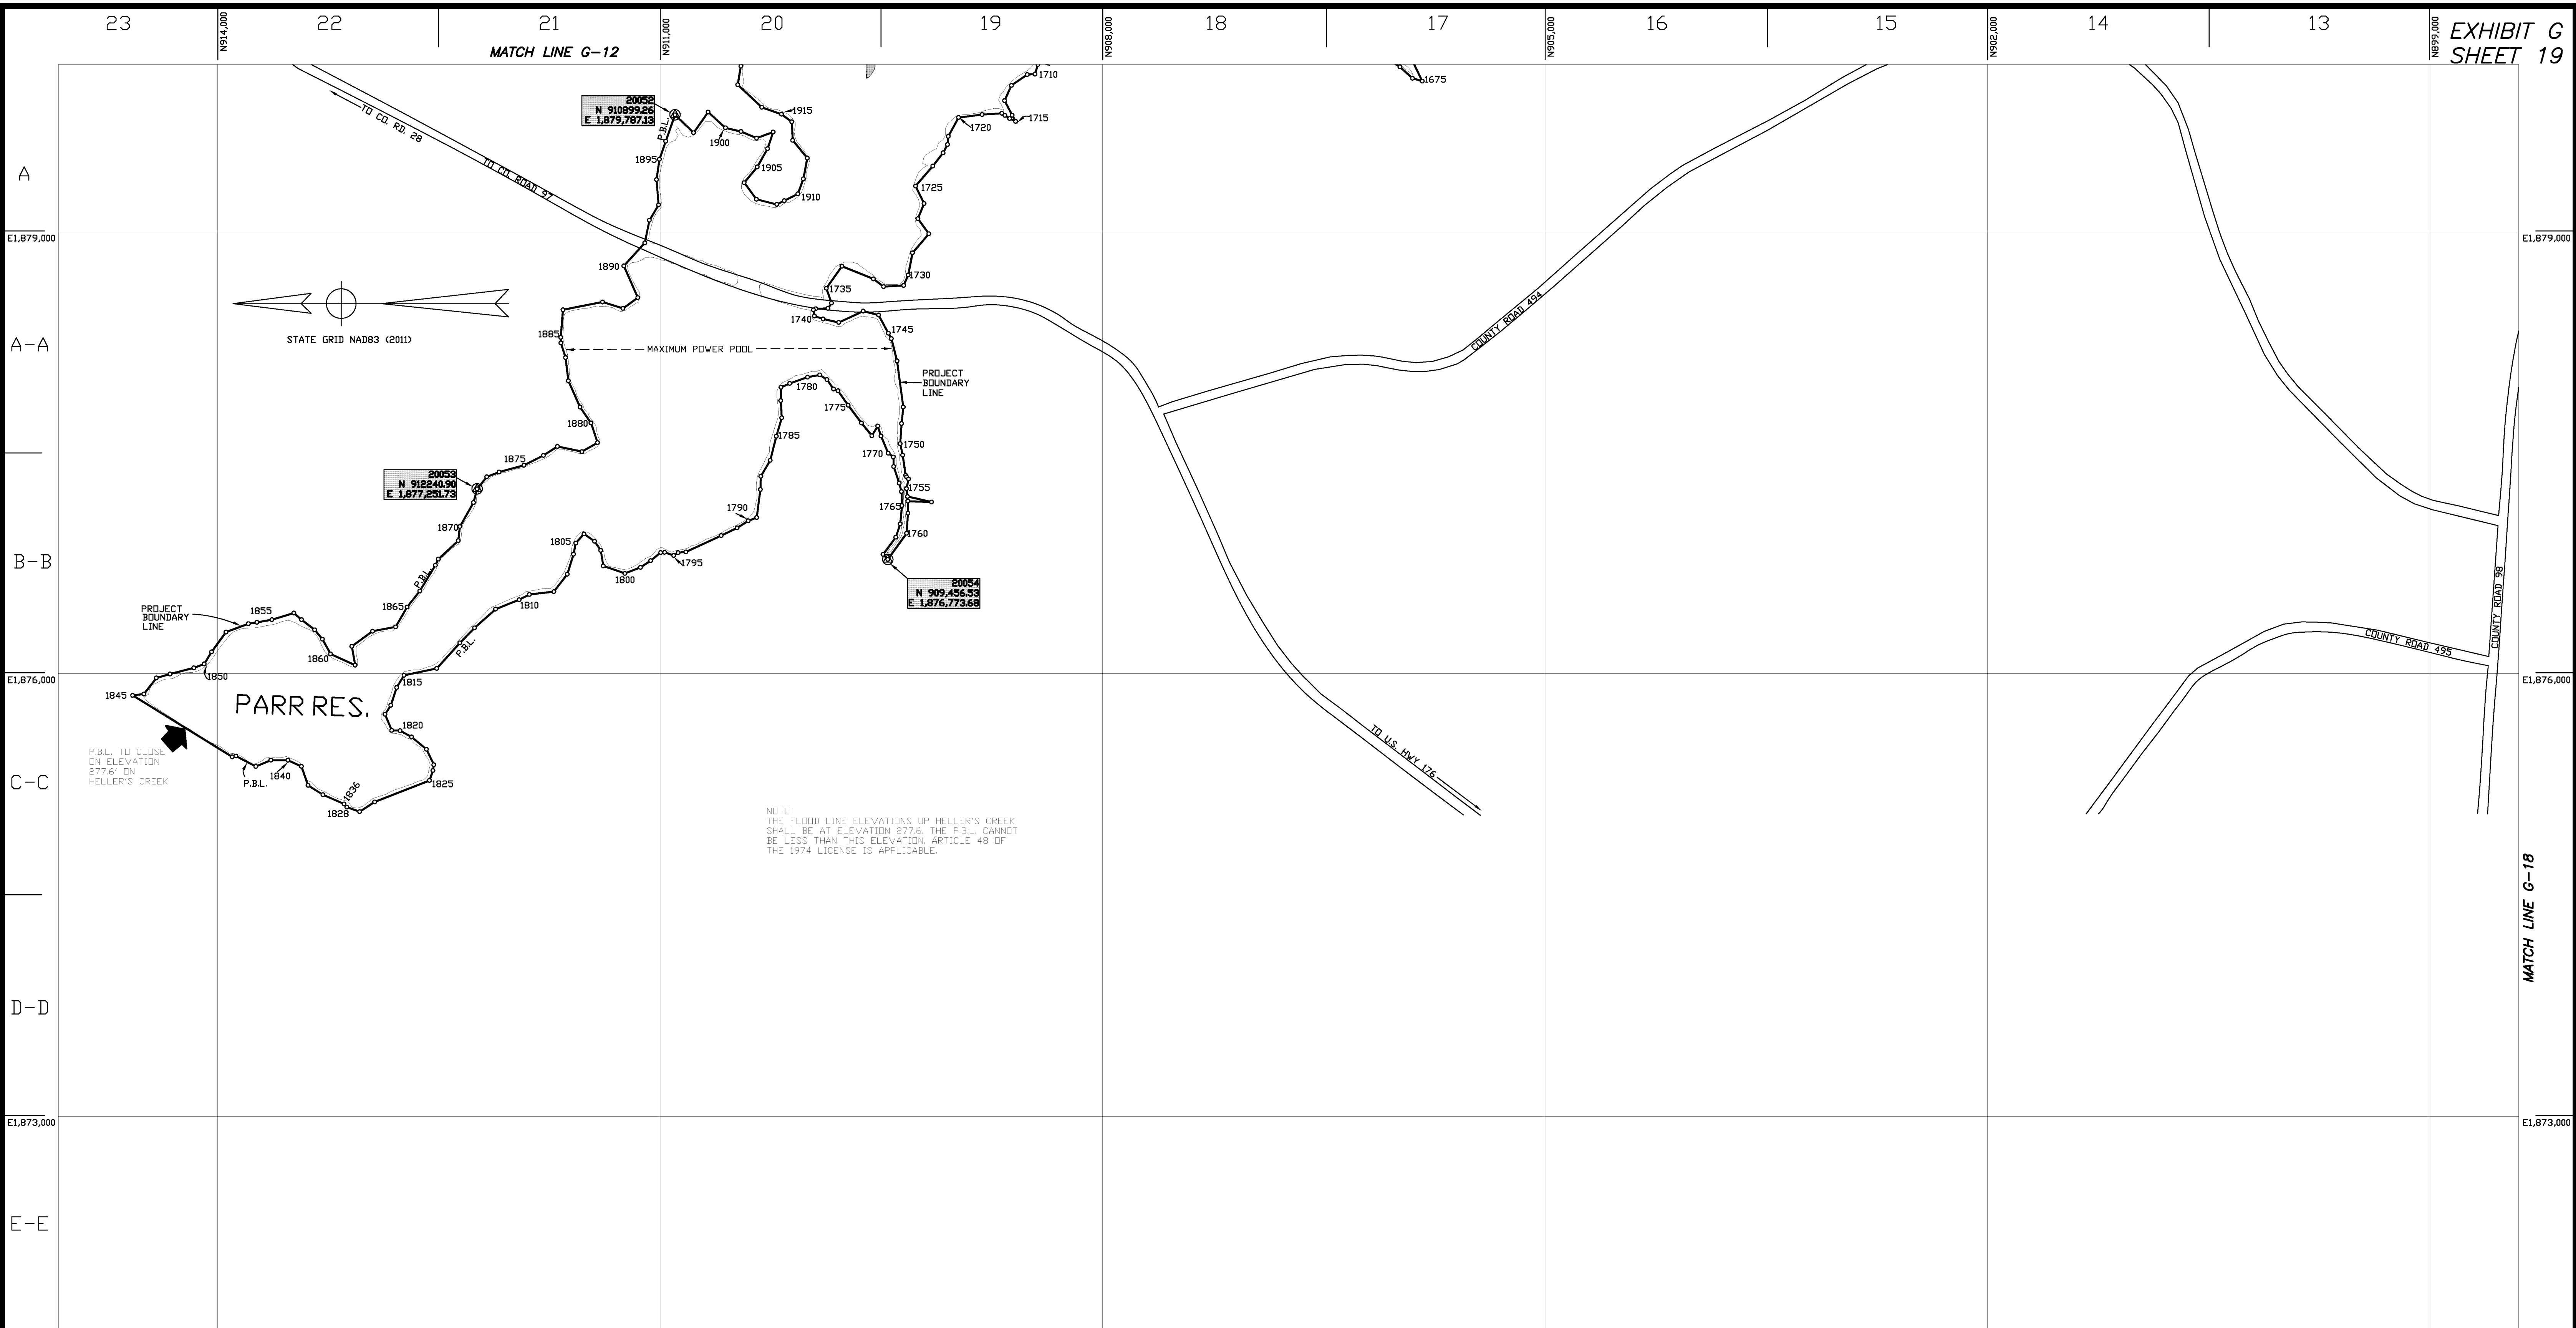 23
22
21
20
19
18
17
16
15
14
13
N914,000
N911,000
N908,000
N905,000
N902,000
N899,000
EXHIBIT G
SHEET 19
MATCH LINE G-12
A
A-A
B-B
C-C
D-D
E-E
E1,879,000
E1,876,000
E1,873,000
E1,879,000
E1,876,000
E1,873,000
MATCH LINE G-18
TO CO. RD. 28
TO CO. ROAD 97
20052
N 910899.26
E 1,879,787.13
P.B.L.
1895
1900
1905
1910
1915
1710
1715
1720
1725
1730
1735
1740
1745
1675
1890
1885
STATE GRID NAD83 (2011)
MAXIMUM POWER POOL
PROJECT
BOUNDARY
LINE
COUNTY ROAD 494
1780
1775
1770
1785
1750
1755
1765
1760
1880
1875
20053
N 912240.90
E 1,877,251.73
1870
1790
1795
1800
1805
1810
20054
N 909,456.53
E 1,876,773.68
P.B.L.
1865
PROJECT
BOUNDARY
LINE
1855
1860
1850
1845
P.B.L.
1815
PARR RES.
1820
1825
P.B.L. TO CLOSE
ON ELEVATION
277.6' ON
HELLER'S CREEK
P.B.L.
1840
1836
1828
NOTE:
THE FLOOD LINE ELEVATIONS UP HELLER'S CREEK
SHALL BE AT ELEVATION 277.6. THE P.B.L. CANNOT
BE LESS THAN THIS ELEVATION. ARTICLE 48 OF
THE 1974 LICENSE IS APPLICABLE.
TO U.S. HWY 176
COUNTY ROAD 98
COUNTY ROAD 495